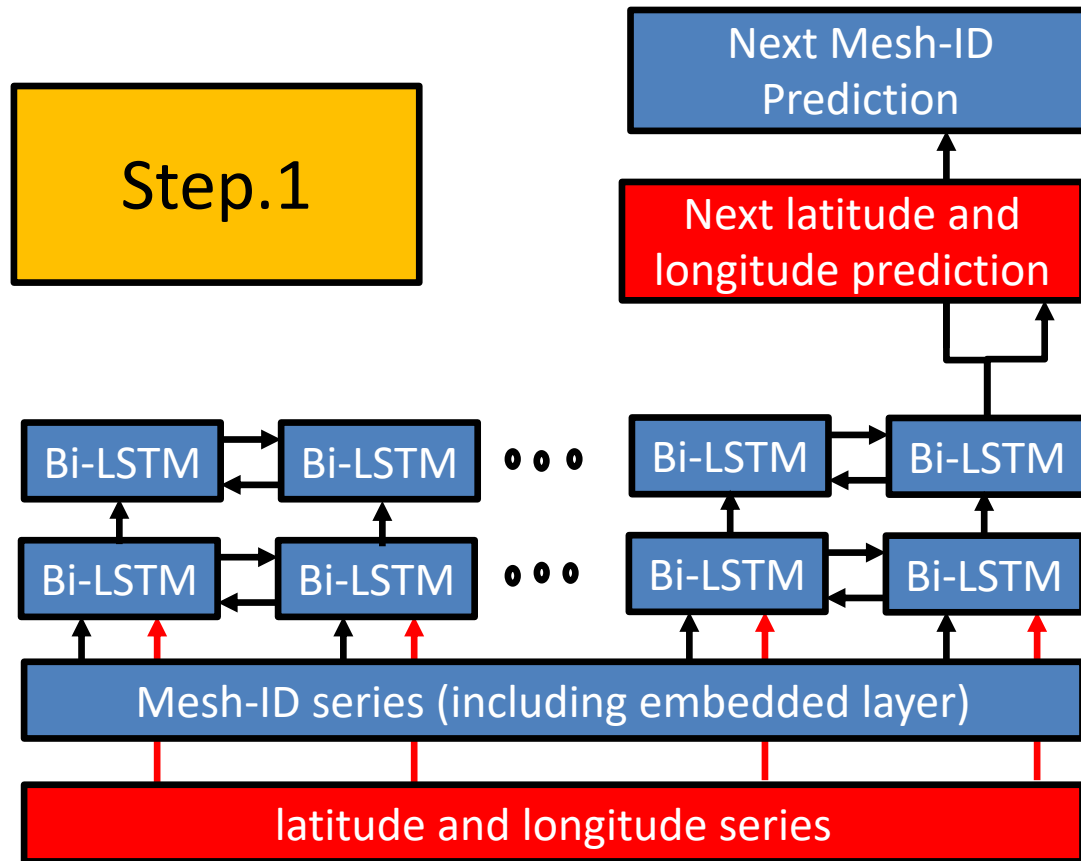 Next Mesh-ID
Prediction
Step.1
Next latitude and
longitude prediction
Bi-LSTM
Bi-LSTM
Bi-LSTM
Bi-LSTM
Bi-LSTM
Bi-LSTM
Bi-LSTM
Bi-LSTM
Mesh-ID series (including embedded layer)
latitude and longitude series